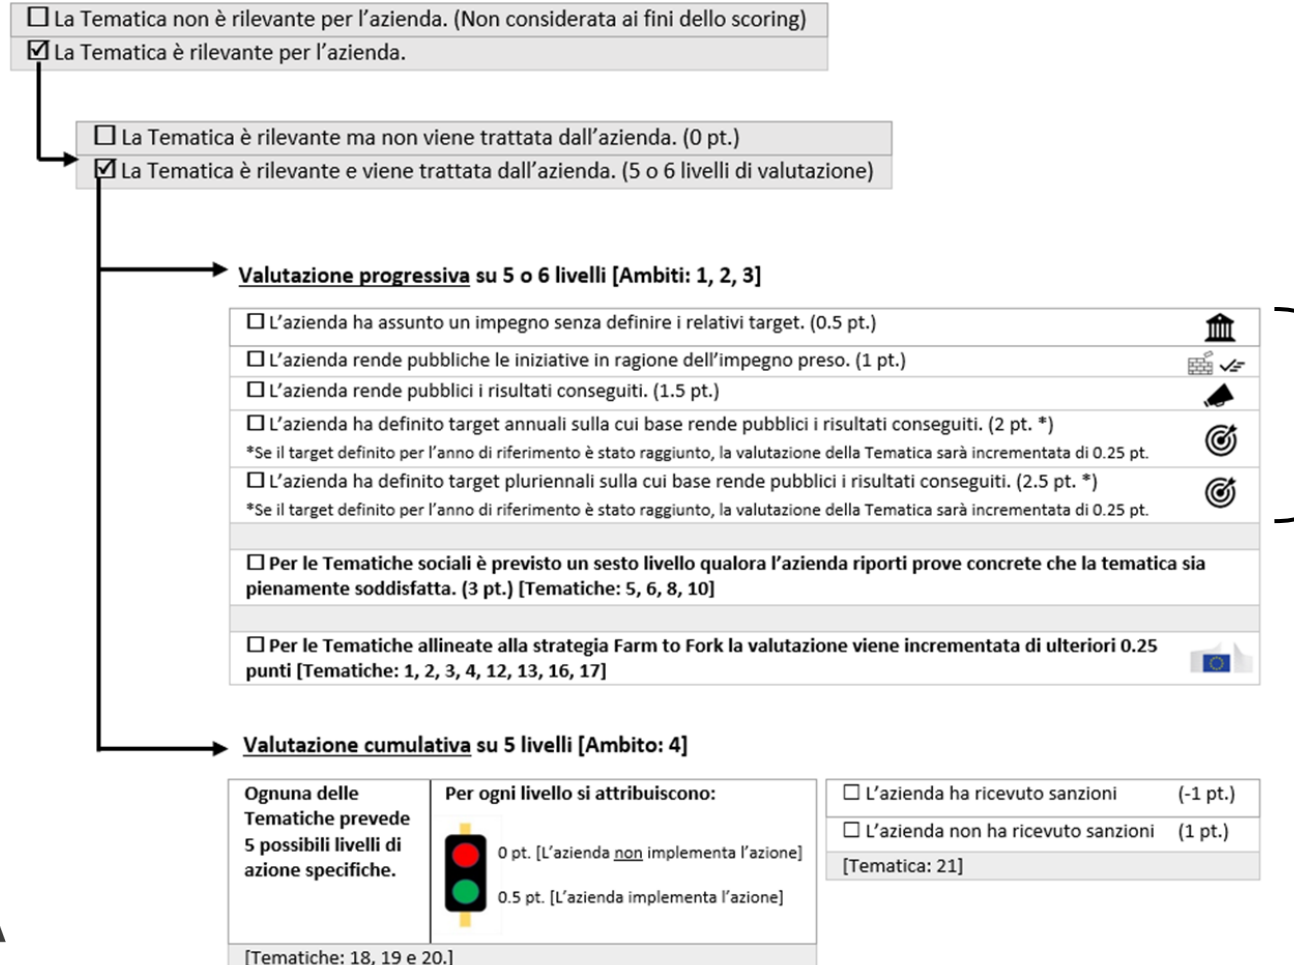 ☐ La Tematica non è rilevante per l'azienda. (Non considerata ai fini dello scoring)
☑ La Tematica è rilevante per l'azienda.
☐ La Tematica è rilevante ma non viene trattata dall'azienda. (0 pt.)
☑ La Tematica è rilevante e viene trattata dall'azienda. (5 o 6 livelli di valutazione)
Valutazione progressiva su 5 o 6 livelli [Ambiti: 1, 2, 3]
☐ L'azienda ha assunto un impegno senza definire i relativi target. (0.5 pt.)
☐ L'azienda rende pubbliche le iniziative in ragione dell'impegno preso. (1 pt.)
☐ L'azienda rende pubblici i risultati conseguiti. (1.5 pt.)
☐ L'azienda ha definito target annuali sulla cui base rende pubblici i risultati conseguiti. (2 pt. *)
*Se il target definito per l'anno di riferimento è stato raggiunto, la valutazione della Tematica sarà incrementata di 0.25 pt.
☐ L'azienda ha definito target pluriennali sulla cui base rende pubblici i risultati conseguiti. (2.5 pt. *)
*Se il target definito per l'anno di riferimento è stato raggiunto, la valutazione della Tematica sarà incrementata di 0.25 pt.
☐ Per le Tematiche sociali è previsto un sesto livello qualora l'azienda riporti prove concrete che la tematica sia
pienamente soddisfatta. (3 pt.) [Tematiche: 5, 6, 8, 10]
☐ Per le Tematiche allineate alla strategia Farm to Fork la valutazione viene incrementata di ulteriori 0.25
punti [Tematiche: 1, 2, 3, 4, 12, 13, 16, 17]
Valutazione cumulativa su 5 livelli [Ambito: 4]
Ognuna delle
Tematiche prevede
5 possibili livelli di
azione specifiche.
Per ogni livello si attribuiscono:
0 pt. [L'azienda non implementa l'azione]
0.5 pt. [L'azienda implementa l'azione]
[Tematiche: 18, 19 e 20.]
☐ L'azienda ha ricevuto sanzioni (-1 pt.)
☐ L'azienda non ha ricevuto sanzioni (1 pt.)
[Tematica: 21]